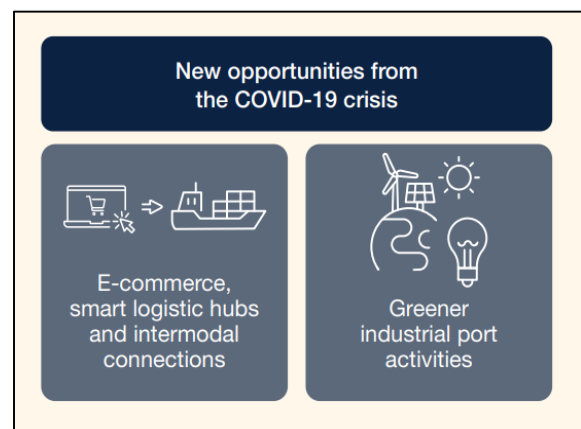 New opportunities from
the COVID-19 crisis
E-commerce,
smart logistic hubs
and intermodal
connections
Greener
industrial port
activities